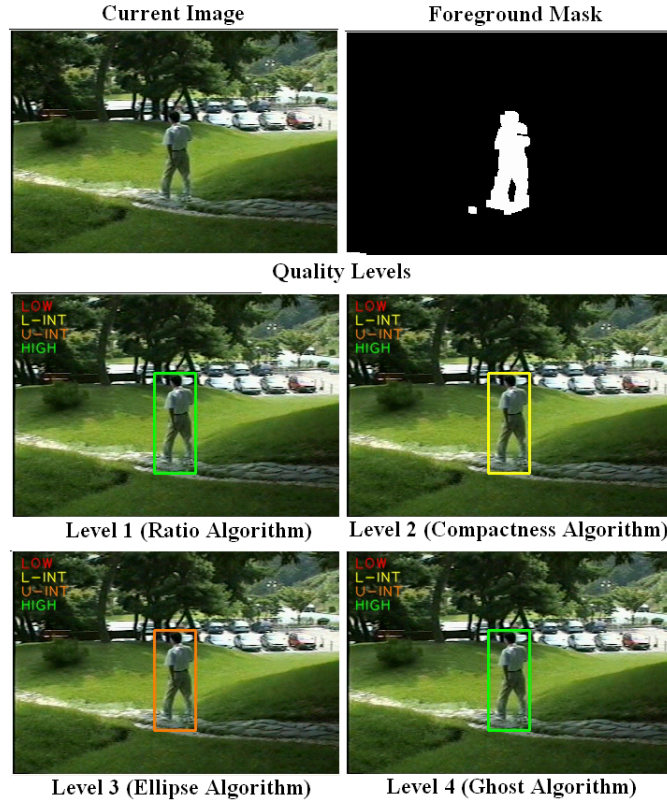 Current Image
Foreground Mask
Quality Levels
LOW
L-INT
U-INT
HIGH
LOW
L-INT
U-INT
HIGH
Level 1 (Ratio Algorithm)
Level 2 (Compactness Algorithm)
LOW
L-INT
U-INT
HIGH
LOW
L-INT
U-INT
HIGH
Level 3 (Ellipse Algorithm)
Level 4 (Ghost Algorithm)